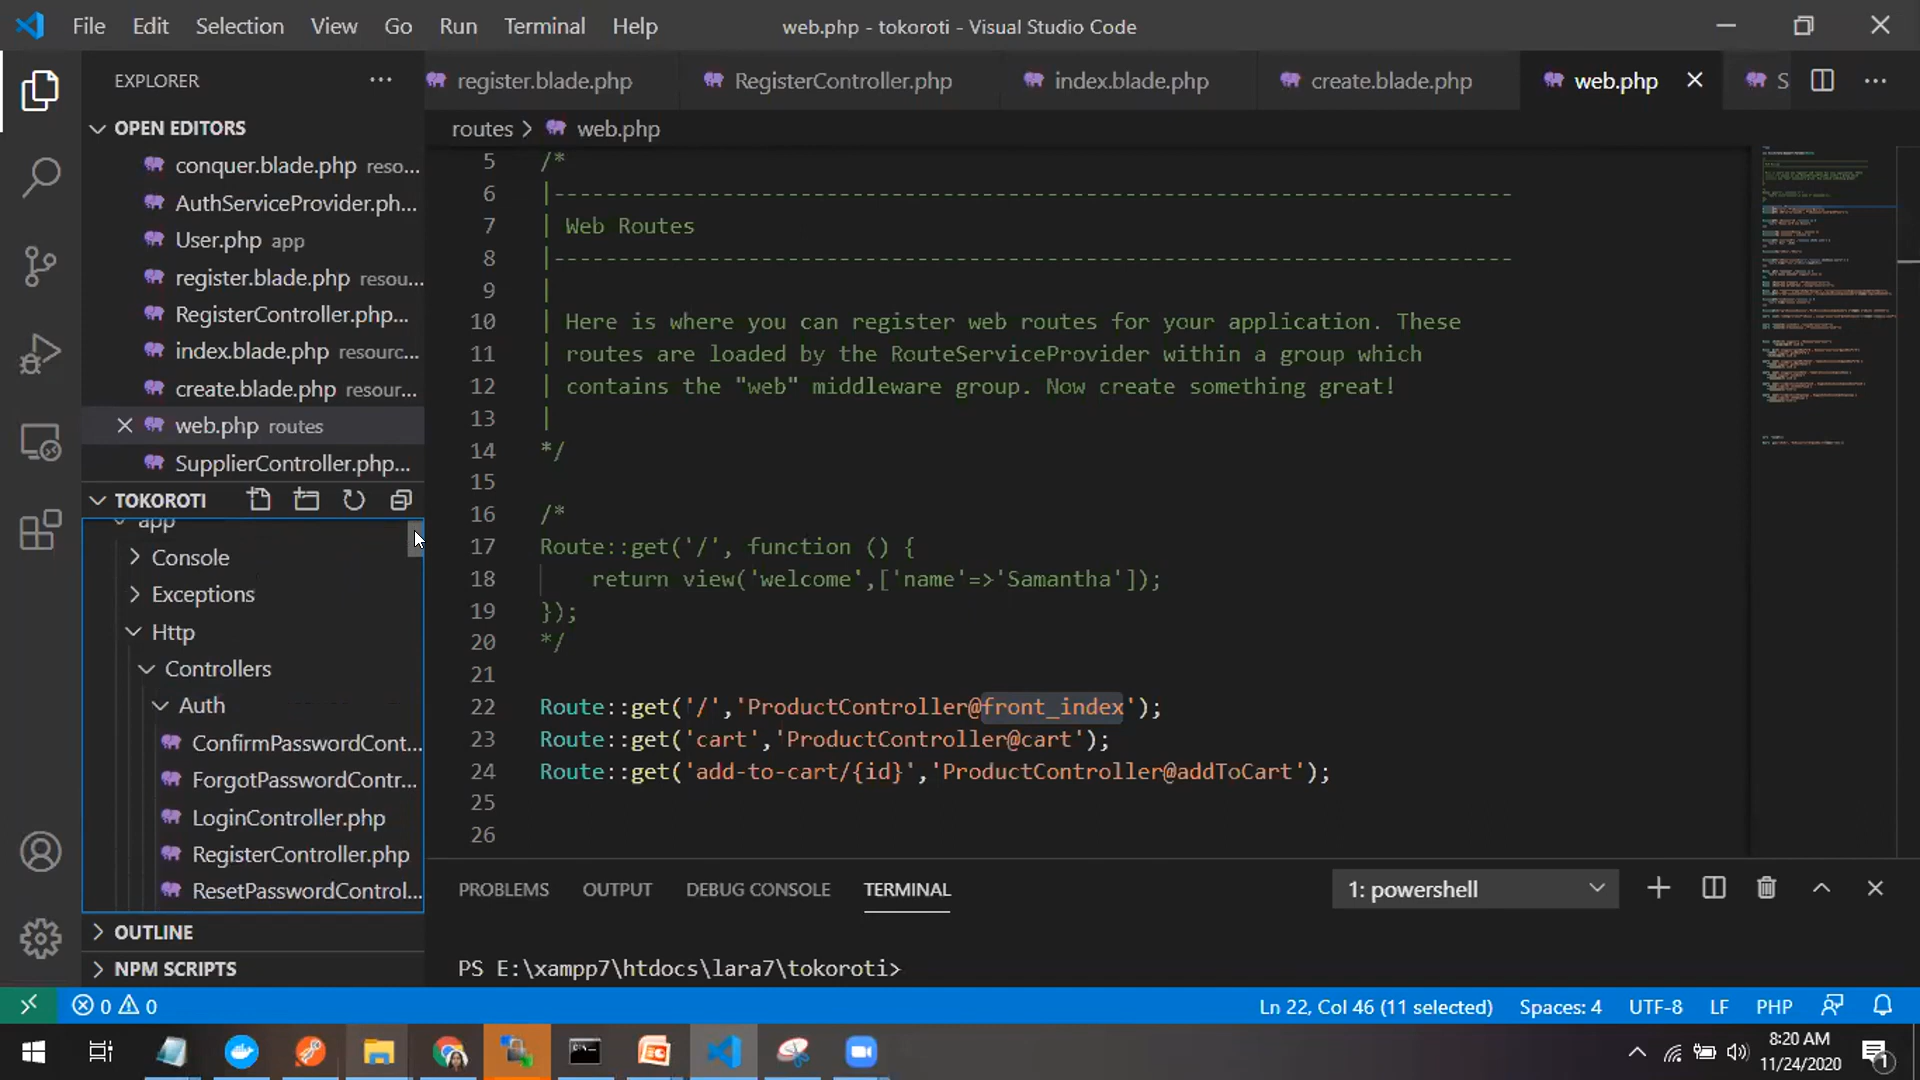 File Edit Selection View Go Run Terminal Help
web.php - tokoroti - Visual Studio Code
EXPLORER
OPEN EDITORS
conquer.blade.php reso...
AuthServiceProvider.ph...
User.php app
register.blade.php resou...
RegisterController.php...
index.blade.php resourc...
create.blade.php resour...
web.php routes
SupplierController.php...
TOKOROTI
app
Console
Exceptions
Http
Controllers
Auth
ConfirmPasswordCont...
ForgotPasswordContr...
LoginController.php
RegisterController.php
ResetPasswordControl...
OUTLINE
NPM SCRIPTS
register.blade.php RegisterController.php index.blade.php create.blade.php web.php S
routes > web.php
5 /*
6 |--------------------------------------------------------------------------
7 | Web Routes
8 |--------------------------------------------------------------------------
9 |
10 | Here is where you can register web routes for your application. These
11 | routes are loaded by the RouteServiceProvider within a group which
12 | contains the "web" middleware group. Now create something great!
13 |
14 */
15
16 /*
17 Route::get('/', function () {
18 return view('welcome',['name'=>'Samantha']);
19 });
20 */
21
22 Route::get('/','ProductController@front_index');
23 Route::get('cart','ProductController@cart');
24 Route::get('add-to-cart/{id}','ProductController@addToCart');
25
26
PROBLEMS OUTPUT DEBUG CONSOLE TERMINAL 1: powershell
PS E:\xampp7\htdocs\lara7\tokoroti>
0 0 Ln 22, Col 46 (11 selected) Spaces: 4 UTF-8 LF PHP
8:20 AM
11/24/2020
1